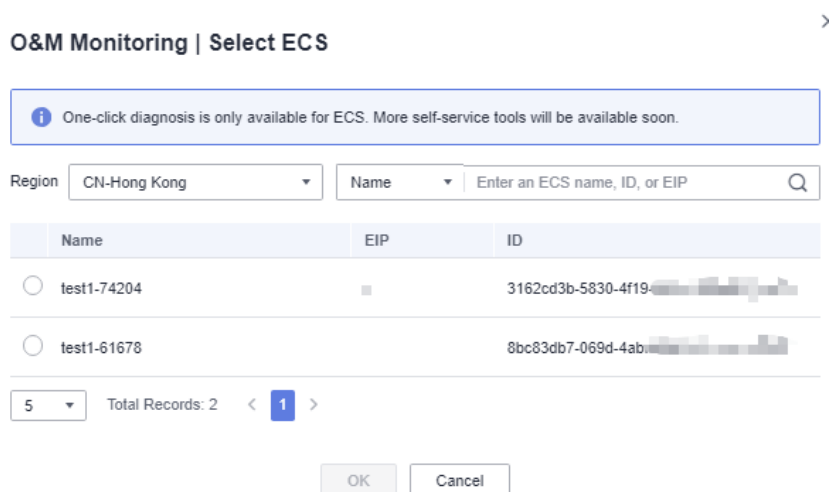 O&M Monitoring | Select ECS
One-click diagnosis is only available for ECS. More self-service tools will be available soon.
Region CN-Hong Kong Name Enter an ECS name, ID, or EIP
Name EIP ID
test1-74204 3162cd3b-5830-4f19
test1-61678 8bc83db7-069d-4ab
5 Total Records: 2 < 1 >
OK Cancel